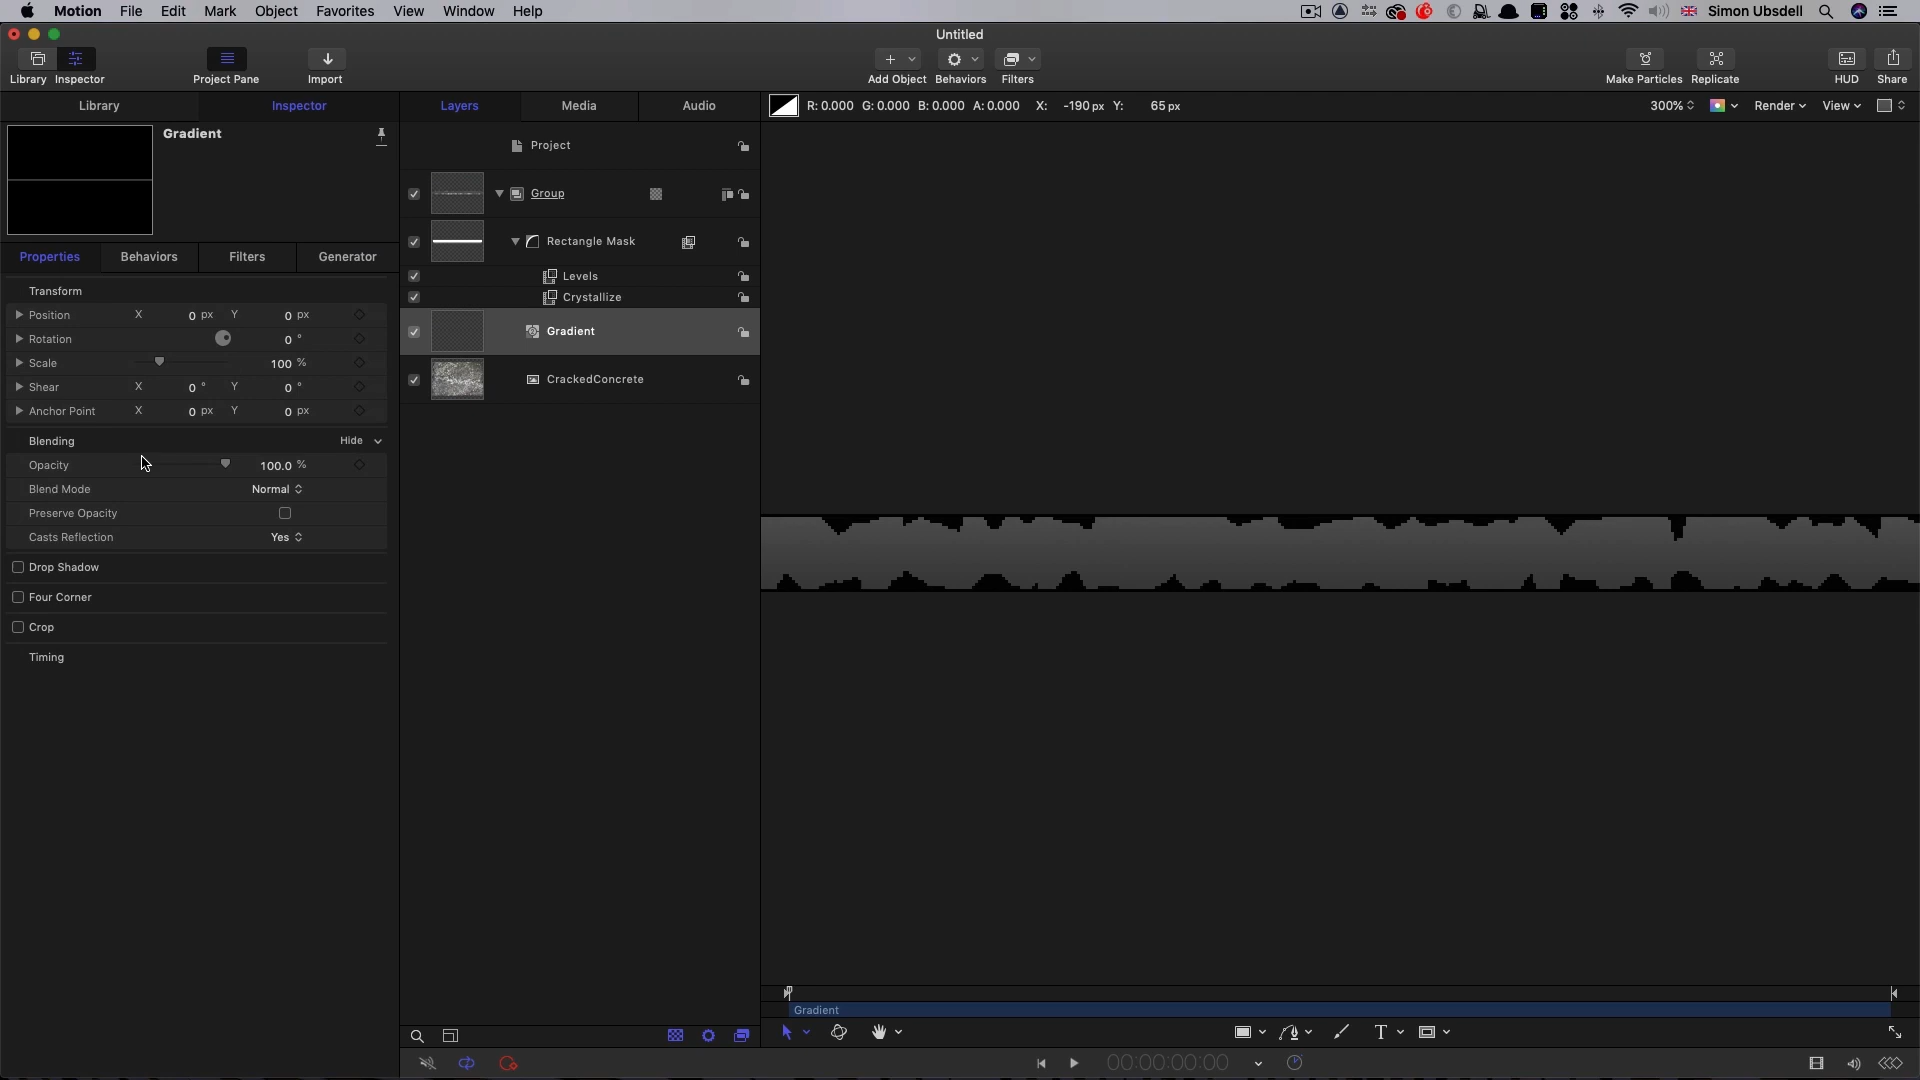 Motion File Edit Mark Object Favorites View Window Help Simon Ubsdell
Untitled
Library Inspector Project Pane Import Add Object Behaviors Filters Make Particles Replicate HUD Share
Library Inspector Layers Media Audio R: 0.000 G: 0.000 B: 0.000 A: 0.000 X: -190 px Y: 65 px 300% Render View
Gradient
Project
Group
Rectangle Mask
Properties Behaviors Filters Generator
Levels
Transform
Crystallize
Position X 0 px Y 0 px
Gradient
Rotation 0 °
Scale 100 %
CrackedConcrete
Shear X 0 ° Y 0 °
Anchor Point X 0 px Y 0 px
Blending Hide
Opacity 100.0 %
Blend Mode Normal
Preserve Opacity
Casts Reflection Yes
Drop Shadow
Four Corner
Crop
Timing
Gradient
T
00:00:00:00